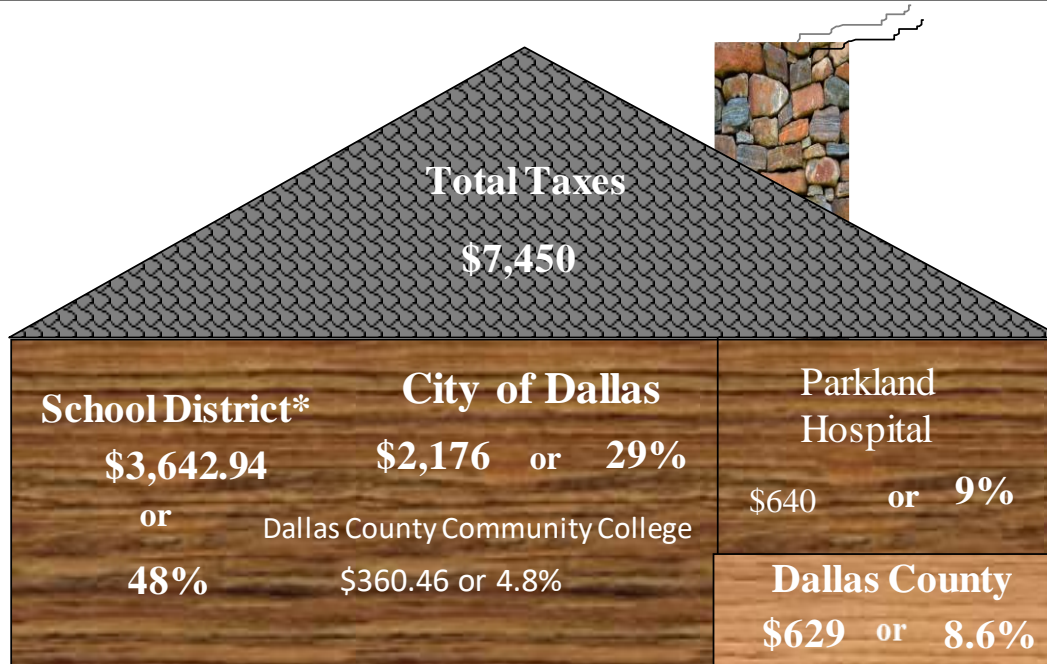 Total Taxes
$7,450
School District*
$3,642.94
or
48%
City of Dallas
$2,176 or 29%
Dallas County Community College
$360.46 or 4.8%
Parkland
Hospital
$640 or 9%
Dallas County
$629 or 8.6%